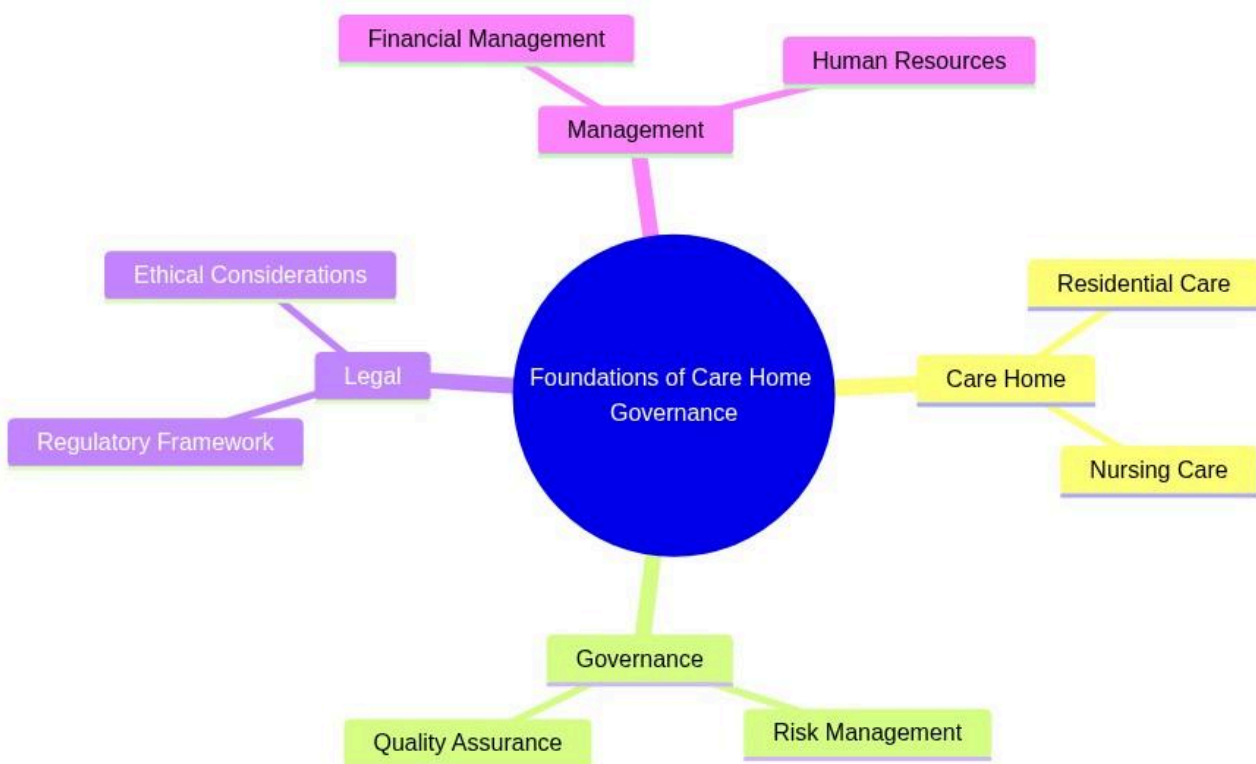 Financial Management
Human Resources
Management
Ethical Considerations
Residential Care
Legal
Foundations of Care Home
Governance
Care Home
Regulatory Framework
Nursing Care
Governance
Quality Assurance
Risk Management